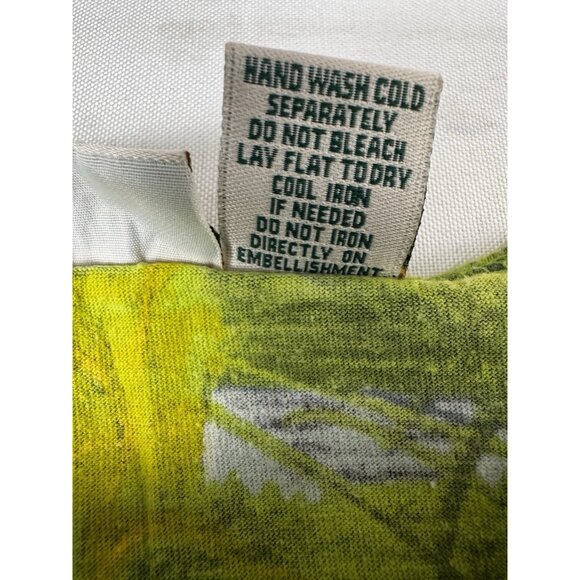 HAND WASH COLD
SEPARATELY
DO NOT BLEACH
LAY FLAT TO DRY
COOL IRON
IF NEEDED
DO NOT IRON
DIRECTLY ON
EMBELLISHMENT